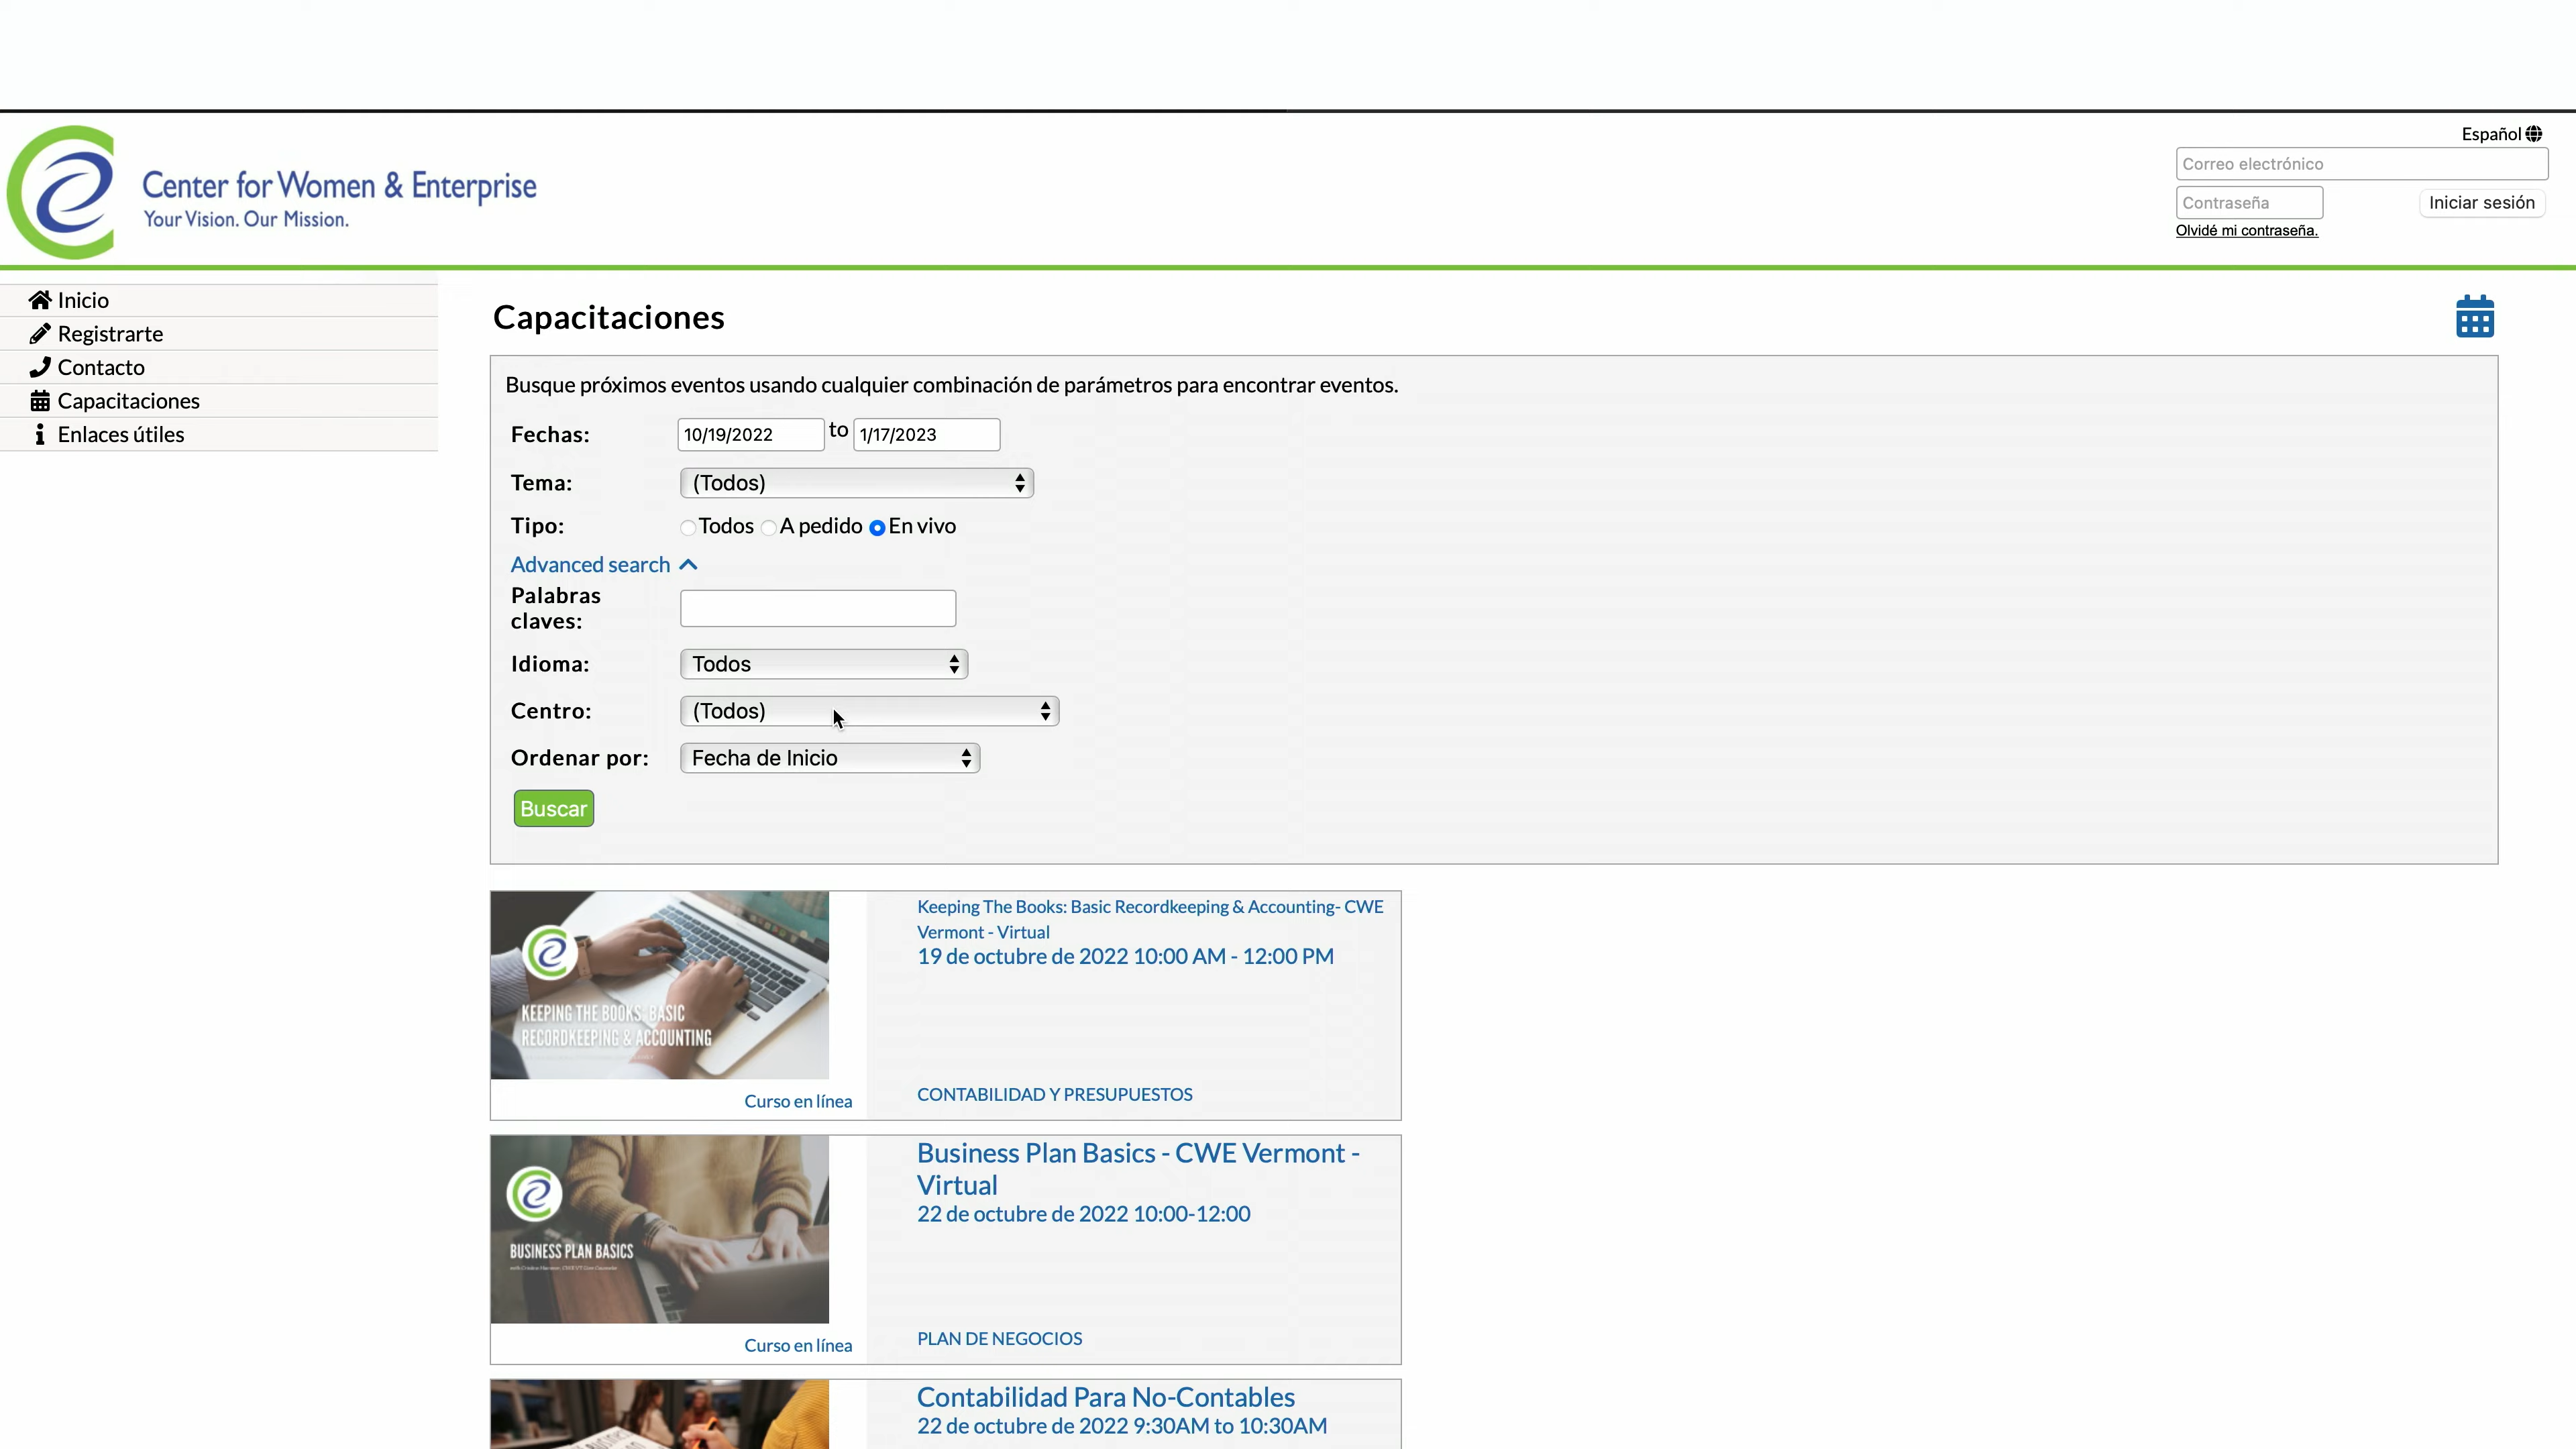 Center for Women & Enterprise
Your Vision. Our Mission.
Español
Correo electrónico
Contraseña
Iniciar sesión
Olvidé mi contraseña.
Inicio
Registrarte
Contacto
Capacitaciones
Enlaces útiles
Capacitaciones
Busque próximos eventos usando cualquier combinación de parámetros para encontrar eventos.
Fechas: 10/19/2022 to 1/17/2023
Tema: (Todos)
Tipo: Todos A pedido En vivo
Advanced search
Palabras
claves:
Idioma: Todos
Centro: (Todos)
Ordenar por: Fecha de Inicio
Buscar
KEEPING THE BOOKS: BASIC
RECORDKEEPING & ACCOUNTING
Curso en línea
Keeping The Books: Basic Recordkeeping & Accounting- CWE
Vermont - Virtual
19 de octubre de 2022 10:00 AM - 12:00 PM
CONTABILIDAD Y PRESUPUESTOS
BUSINESS PLAN BASICS
Curso en línea
Business Plan Basics - CWE Vermont -
Virtual
22 de octubre de 2022 10:00-12:00
PLAN DE NEGOCIOS
Contabilidad Para No-Contables
22 de octubre de 2022 9:30AM to 10:30AM